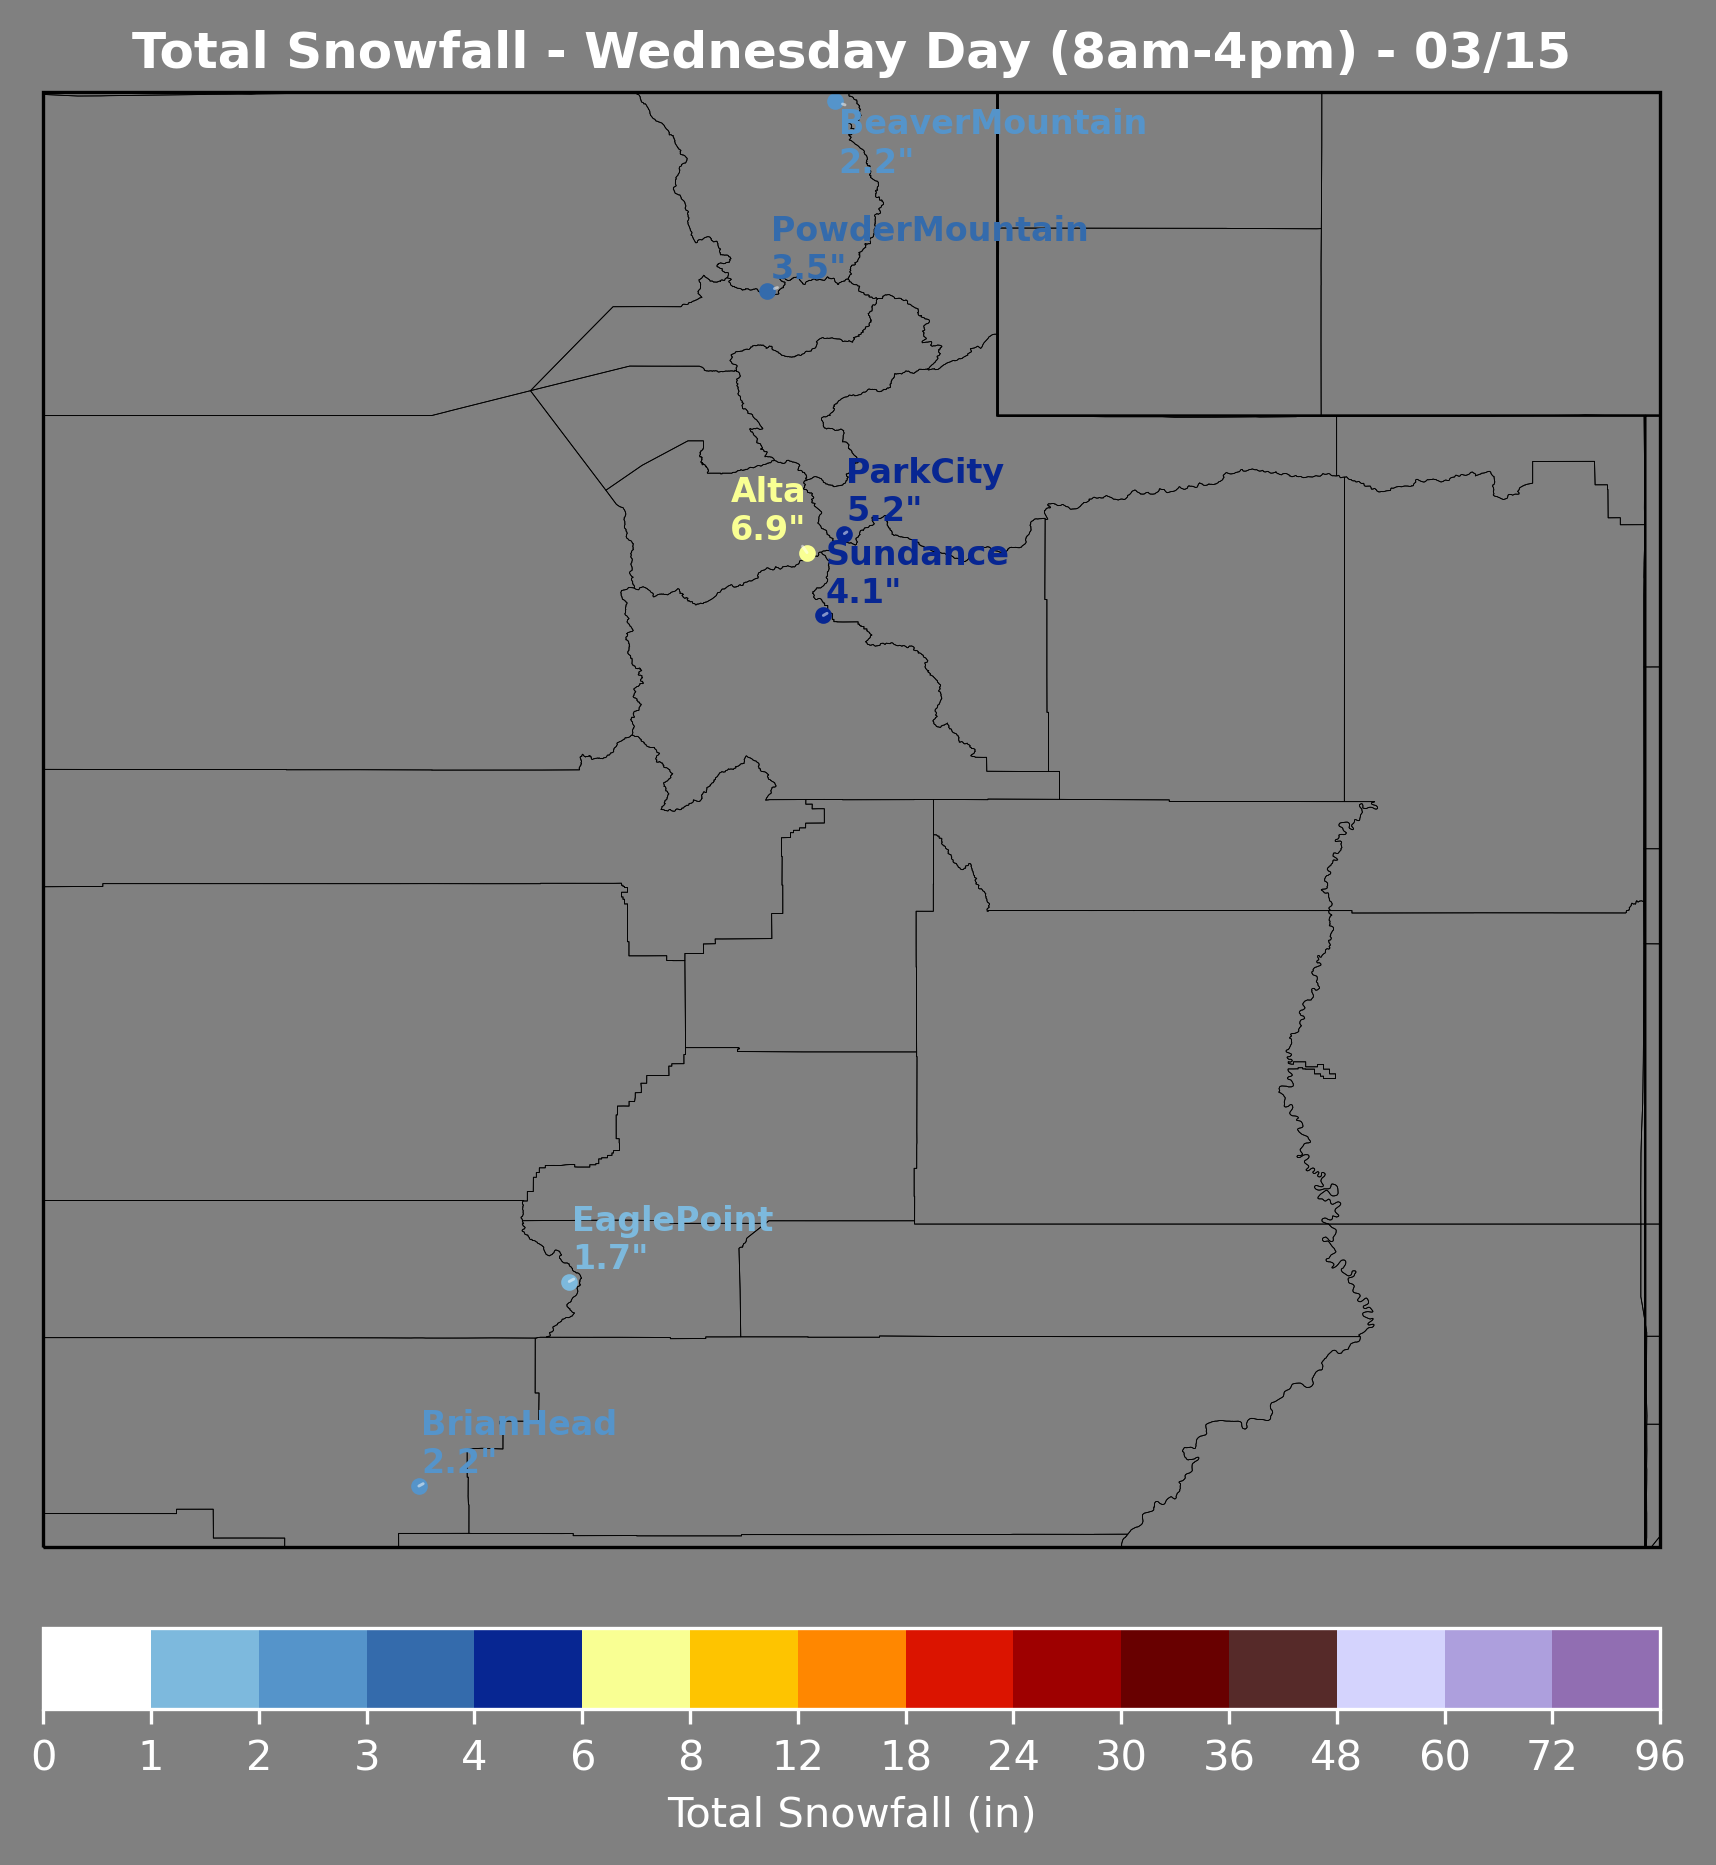 Total Snowfall - Wednesday Day (8am-4pm) - 03/15
BeaverMountain
2.2"
PowderMountain
3.5"
ParkCity
5.2"
Alta
6.9"
Sundance
4.1"
EaglePoint
1.7"
BrianHead
2.2"
0 1 2 3 4 6 8 12 18 24 30 36 48 60 72 96
Total Snowfall (in)